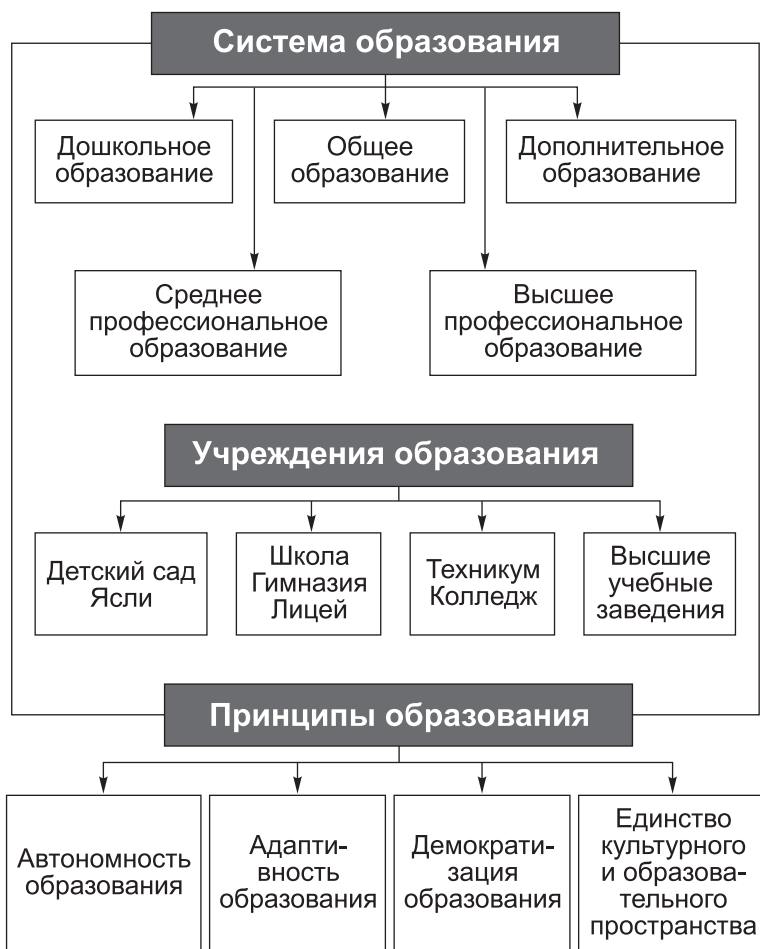 Система образования
Дошкольное
образование
Общее
образование
Дополнительное
образование
Среднее
профессиональное
образование
Высшее
профессиональное
образование
Учреждения образования
Детский сад
Ясли
Школа
Гимназия
Лицей
Техникум
Колледж
Высшие
учебные
заведения
Принципы образования
Автономность
образования
Адапти-
вность
образования
Демократи-
зация
образования
Единство
культурного
и образова-
тельного
пространства